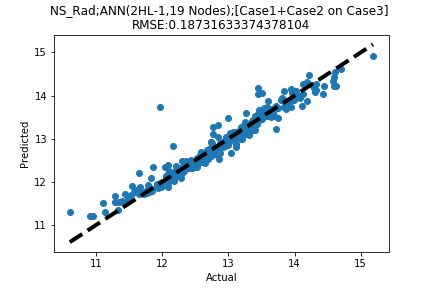 NS_Rad;ANN(2HL-1,19 Nodes);[Case1+Case2 on Case3]
RMSE:0.18731633374378104
15
14
13
12
11
Predicted
11
12
13
14
15
Actual